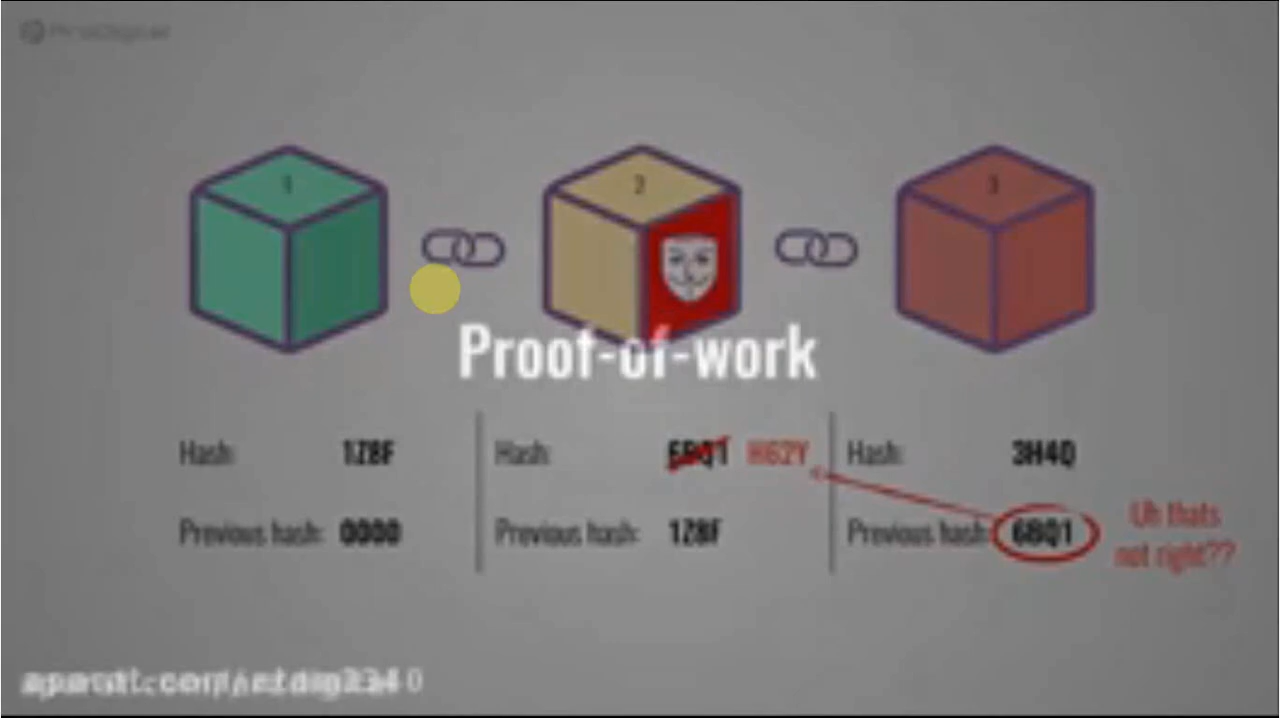 1
2
3
Proof-of-work
Hash: 1Z8F
Hash: 6BQ1 H62Y
Hash: 3H4Q
Previous hash: 0000
Previous hash: 1Z8F
Previous hash: 6BQ1
Uh thats
not right??